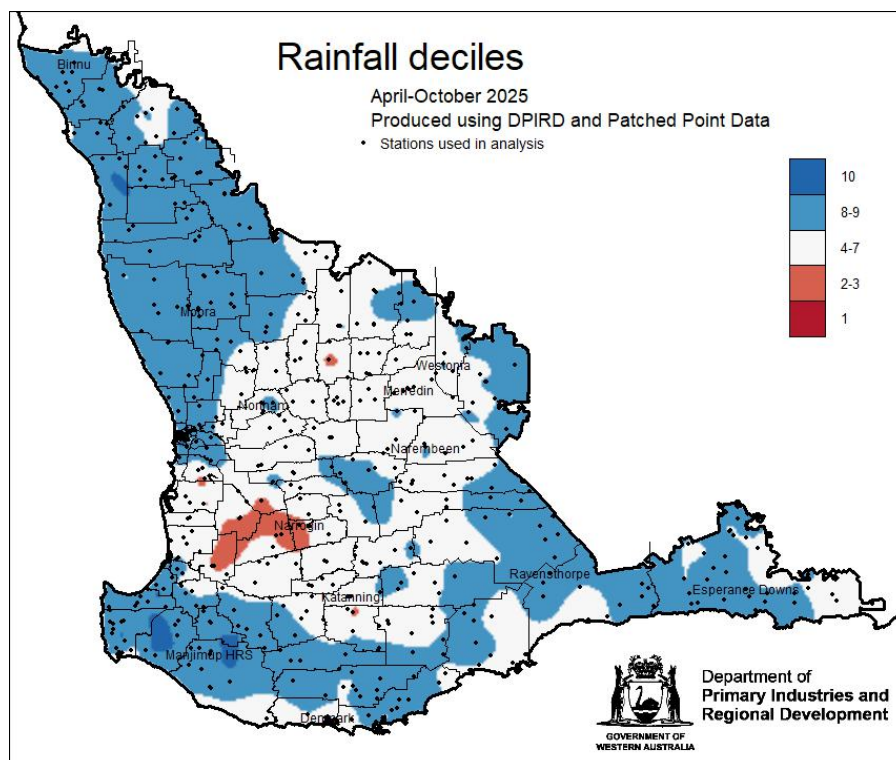 Rainfall deciles
April-October 2025
Produced using DPIRD and Patched Point Data
Stations used in analysis
10
8-9
4-7
2-3
1
Binnu
Moora
Westonia
Merredin
Northam
Narembeen
Narrogin
Ravensthorpe
Esperance Downs
Katanning
Manjimup HRS
Denmark
GOVERNMENT OF
WESTERN AUSTRALIA
Department of
Primary Industries and
Regional Development